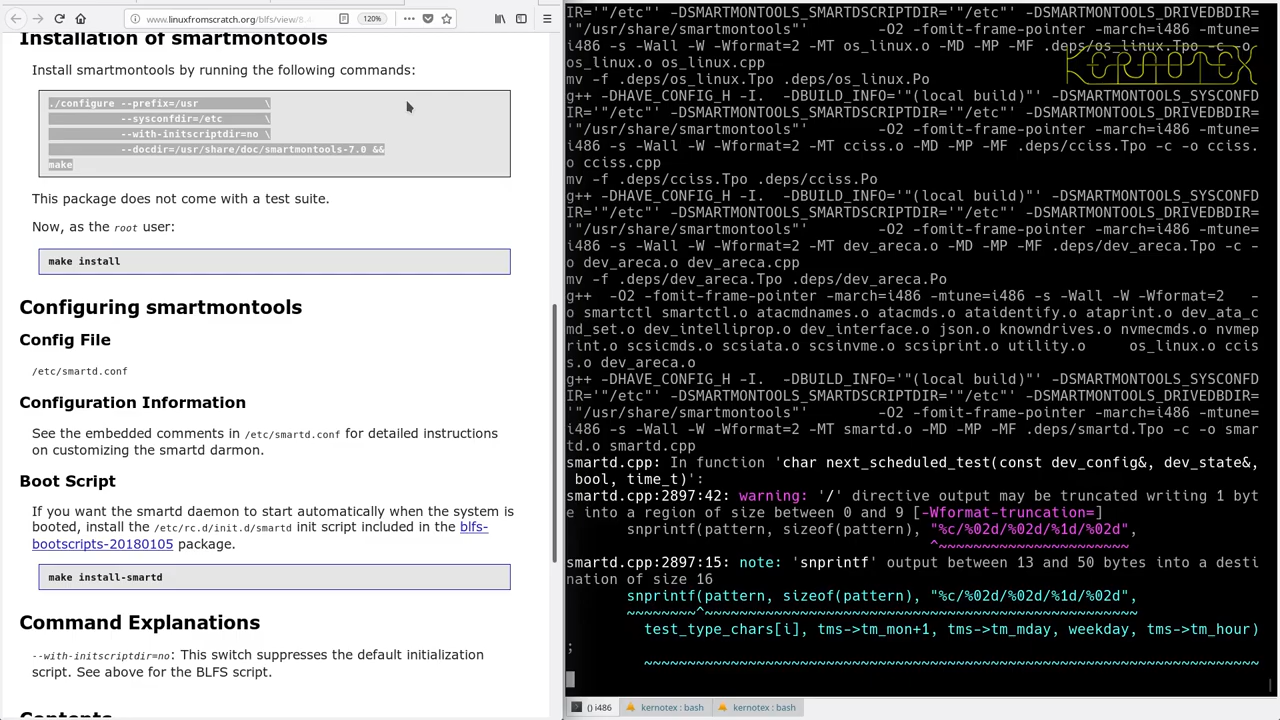 www.linuxfromscratch.org/blfs/view/8.4
120%
Installation of smartmontools
Install smartmontools by running the following commands:
./configure --prefix=/usr            \
            --sysconfdir=/etc        \
            --with-initscriptdir=no \
            --docdir=/usr/share/doc/smartmontools-7.0 &&
make
This package does not come with a test suite.
Now, as the root user:
make install
Configuring smartmontools
Config File
/etc/smartd.conf
Configuration Information
See the embedded comments in /etc/smartd.conf for detailed instructions
on customizing the smartd darmon.
Boot Script
If you want the smartd daemon to start automatically when the system is
booted, install the /etc/rc.d/init.d/smartd init script included in the blfs-
bootscripts-20180105 package.
make install-smartd
Command Explanations
--with-initscriptdir=no: This switch suppresses the default initialization
script. See above for the BLFS script.
Contents
IR='"/etc"' -DSMARTMONTOOLS_SMARTDSCRIPTDIR='"/etc"' -DSMARTMONTOOLS_DRIVEDBDIR=
'"/usr/share/smartmontools"'        -O2 -fomit-frame-pointer -march=i486 -mtune=
i486 -s -Wall -W -Wformat=2 -MT os_linux.o -MD -MP -MF .deps/os_linux.Tpo -c -o 
os_linux.o os_linux.cpp
mv -f .deps/os_linux.Tpo .deps/os_linux.Po
g++ -DHAVE_CONFIG_H -I.  -DBUILD_INFO='"(local build)"' -DSMARTMONTOOLS_SYSCONFD
IR='"/etc"' -DSMARTMONTOOLS_SMARTDSCRIPTDIR='"/etc"' -DSMARTMONTOOLS_DRIVEDBDIR=
'"/usr/share/smartmontools"'        -O2 -fomit-frame-pointer -march=i486 -mtune=
i486 -s -Wall -W -Wformat=2 -MT cciss.o -MD -MP -MF .deps/cciss.Tpo -c -o cciss.
o cciss.cpp
mv -f .deps/cciss.Tpo .deps/cciss.Po
g++ -DHAVE_CONFIG_H -I.  -DBUILD_INFO='"(local build)"' -DSMARTMONTOOLS_SYSCONFD
IR='"/etc"' -DSMARTMONTOOLS_SMARTDSCRIPTDIR='"/etc"' -DSMARTMONTOOLS_DRIVEDBDIR=
'"/usr/share/smartmontools"'        -O2 -fomit-frame-pointer -march=i486 -mtune=
i486 -s -Wall -W -Wformat=2 -MT dev_areca.o -MD -MP -MF .deps/dev_areca.Tpo -c -
o dev_areca.o dev_areca.cpp
mv -f .deps/dev_areca.Tpo .deps/dev_areca.Po
g++  -O2 -fomit-frame-pointer -march=i486 -mtune=i486 -s -Wall -W -Wformat=2   -
o smartctl smartctl.o atacmdnames.o atacmds.o ataidentify.o ataprint.o dev_ata_c
md_set.o dev_intelliprop.o dev_interface.o json.o knowndrives.o nvmecmds.o nvmep
rint.o scsicmds.o scsiata.o scsinvme.o scsiprint.o utility.o     os_linux.o ccis
s.o dev_areca.o
g++ -DHAVE_CONFIG_H -I.  -DBUILD_INFO='"(local build)"' -DSMARTMONTOOLS_SYSCONFD
IR='"/etc"' -DSMARTMONTOOLS_SMARTDSCRIPTDIR='"/etc"' -DSMARTMONTOOLS_DRIVEDBDIR=
'"/usr/share/smartmontools"'        -O2 -fomit-frame-pointer -march=i486 -mtune=
i486 -s -Wall -W -Wformat=2 -MT smartd.o -MD -MP -MF .deps/smartd.Tpo -c -o smar
td.o smartd.cpp
smartd.cpp: In function 'char next_scheduled_test(const dev_config&, dev_state&,
 bool, time_t)':
smartd.cpp:2897:42: warning: '/' directive output may be truncated writing 1 byt
e into a region of size between 0 and 9 [-Wformat-truncation=]
       snprintf(pattern, sizeof(pattern), "%c/%02d/%02d/%1d/%02d",
                                          ^~~~~~~~~~~~~~~~~~~~~~~
smartd.cpp:2897:15: note: 'snprintf' output between 13 and 50 bytes into a desti
nation of size 16
       snprintf(pattern, sizeof(pattern), "%c/%02d/%02d/%1d/%02d",
       ~~~~~~~~^~~~~~~~~~~~~~~~~~~~~~~~~~~~~~~~~~~~~~~~~~~~~~~~~~~
         test_type_chars[i], tms->tm_mon+1, tms->tm_mday, weekday, tms->tm_hour)
;
         ~~~~~~~~~~~~~~~~~~~~~~~~~~~~~~~~~~~~~~~~~~~~~~~~~~~~~~~~~~~~~~~~~~~~~~~
KERNOTEX
() i486
kernotex : bash
kernotex : bash